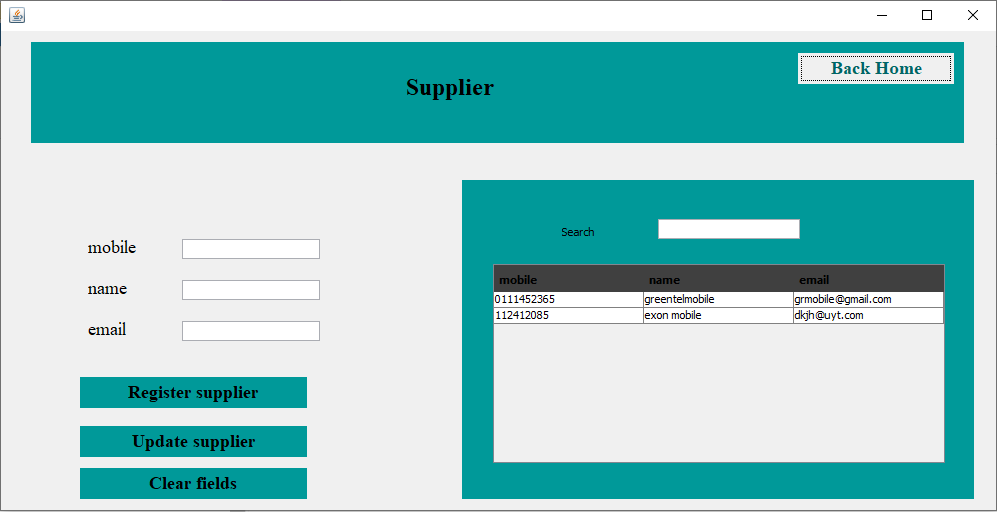 Back Home
Supplier
Search
mobile
name
email
mobile name email
0111452365 greentelmobile grmobile@gmail.com
112412085 exon mobile dkjh@uyt.com
Register supplier
Update supplier
Clear fields